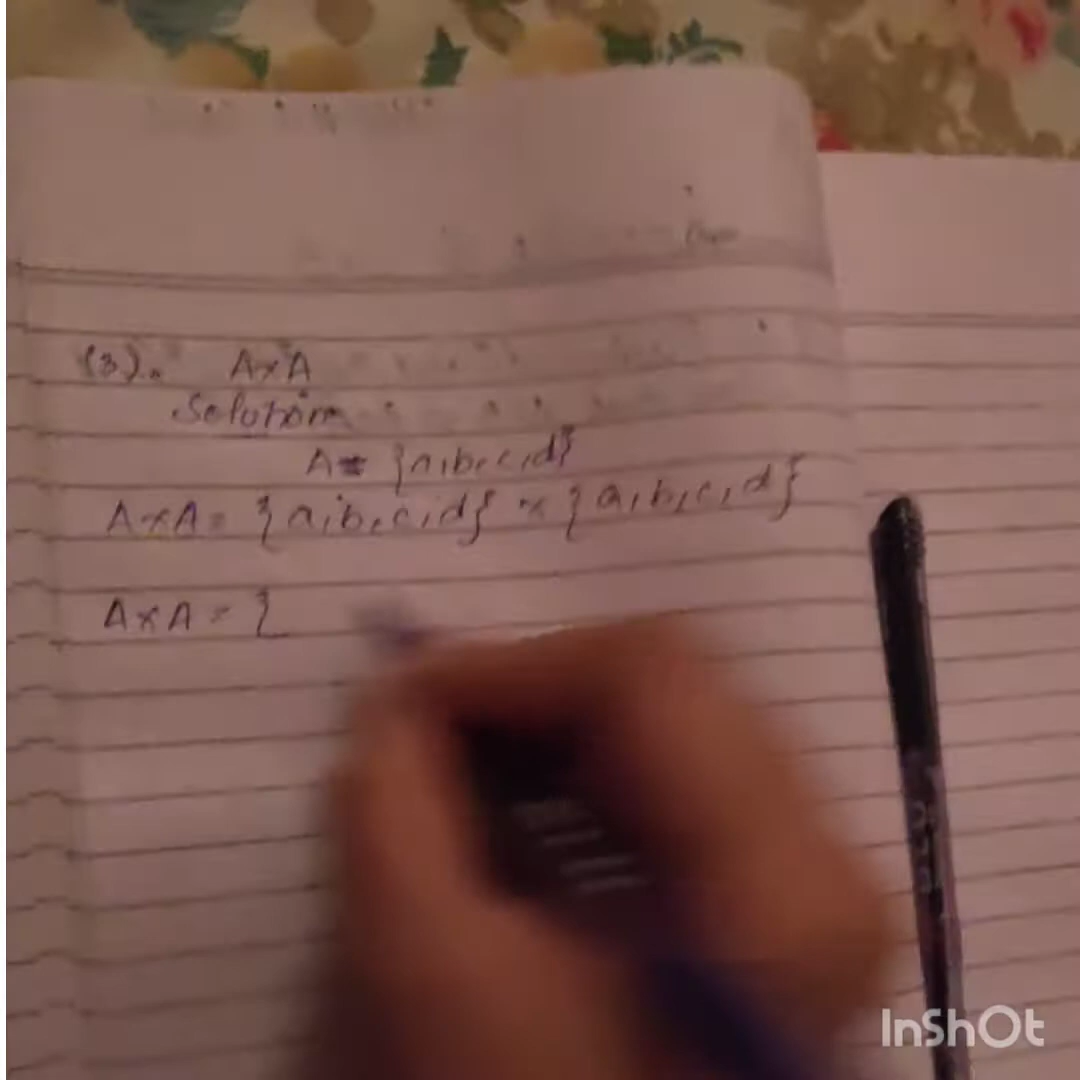 (3). A×A
Solution
A= {a,b,c,d}
A×A= {a,b,c,d} × {a,b,c,d}
A×A = {
InShOt